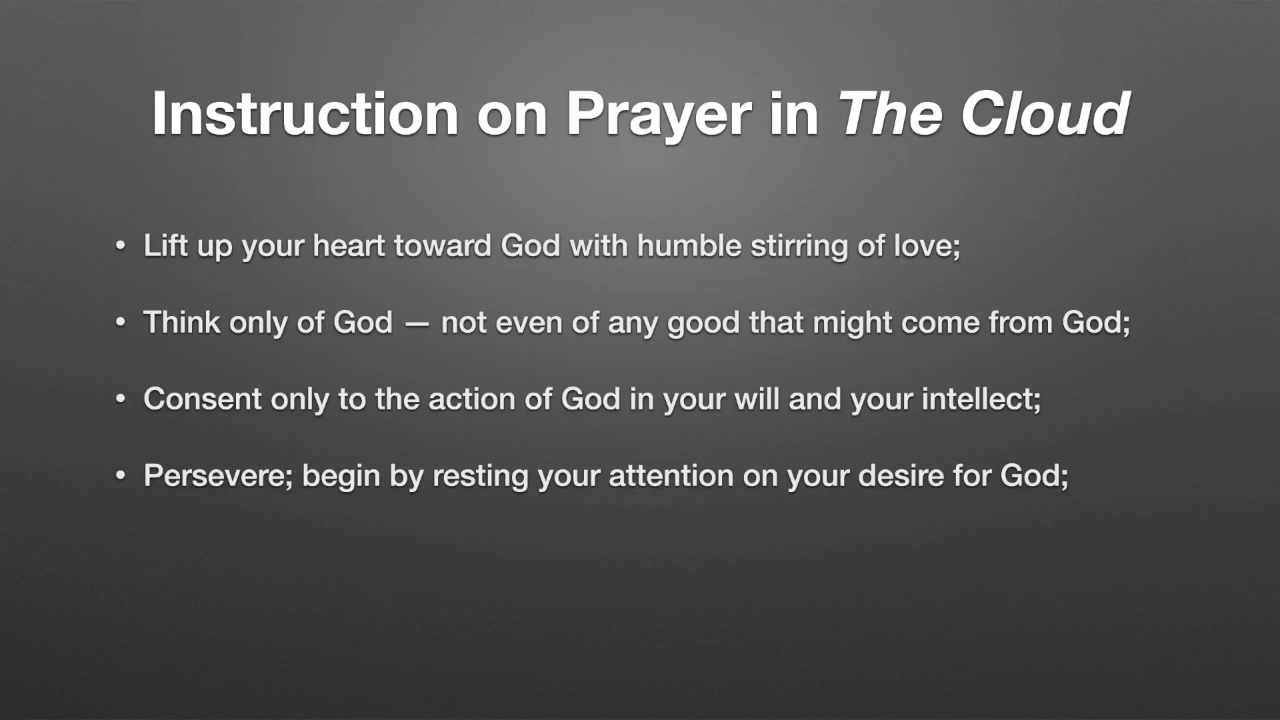 Instruction on Prayer in The Cloud
• Lift up your heart toward God with humble stirring of love;
• Think only of God — not even of any good that might come from God;
• Consent only to the action of God in your will and your intellect;
• Persevere; begin by resting your attention on your desire for God;